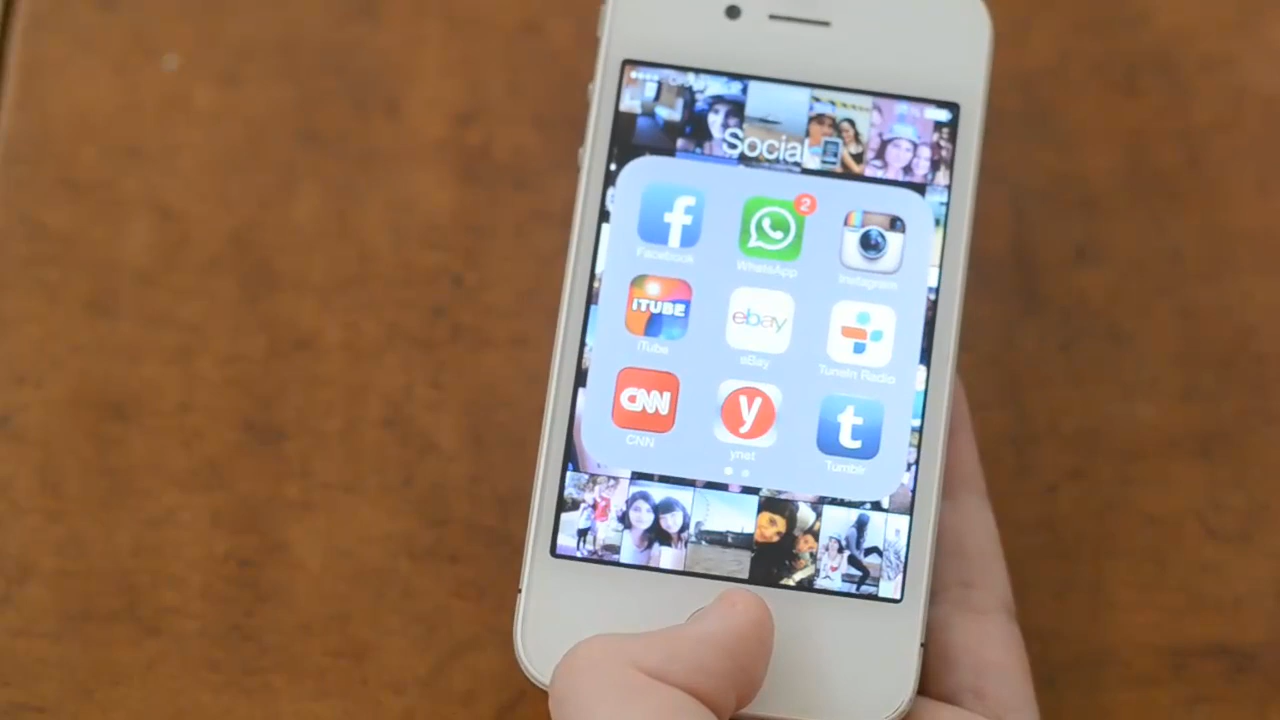 Social
2
Facebook
WhatsApp
Instagram
iTUBE
ebay
iTube
eBay
TuneIn Radio
CNN
y
t
CNN
ynet
Tumblr